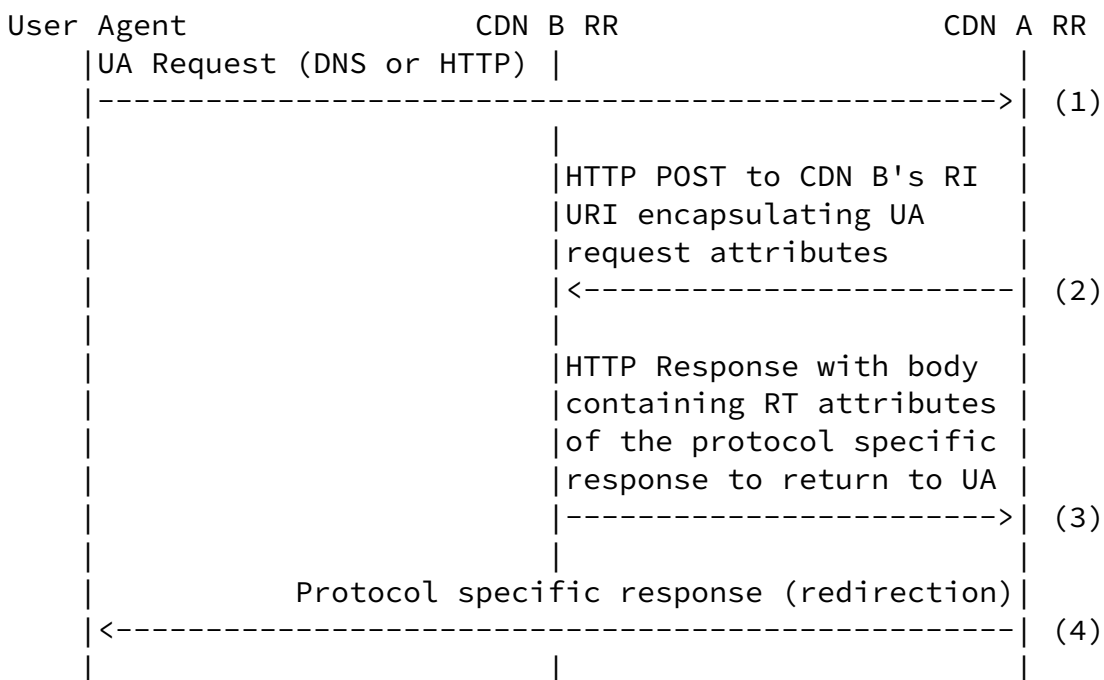 User Agent CDN B RR CDN A RR
UA Request (DNS or HTTP)
(1)
HTTP POST to CDN B's RI
URI encapsulating UA
request attributes
(2)
HTTP Response with body
containing RT attributes
of the protocol specific
response to return to UA
(3)
Protocol specific response (redirection)
(4)